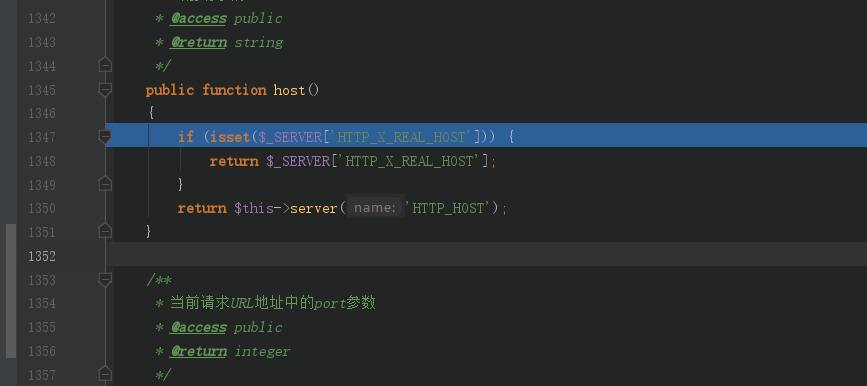 1342 * @access public
1343 * @return string
1344 */
1345 public function host()
1346 {
1347 if (isset($_SERVER['HTTP_X_REAL_HOST'])) {
1348 return $_SERVER['HTTP_X_REAL_HOST'];
1349 }
1350 return $this->server( name: 'HTTP_HOST');
1351 }
1352
1353 /**
1354 * 当前请求URL地址中的port参数
1355 * @access public
1356 * @return integer
1357 */